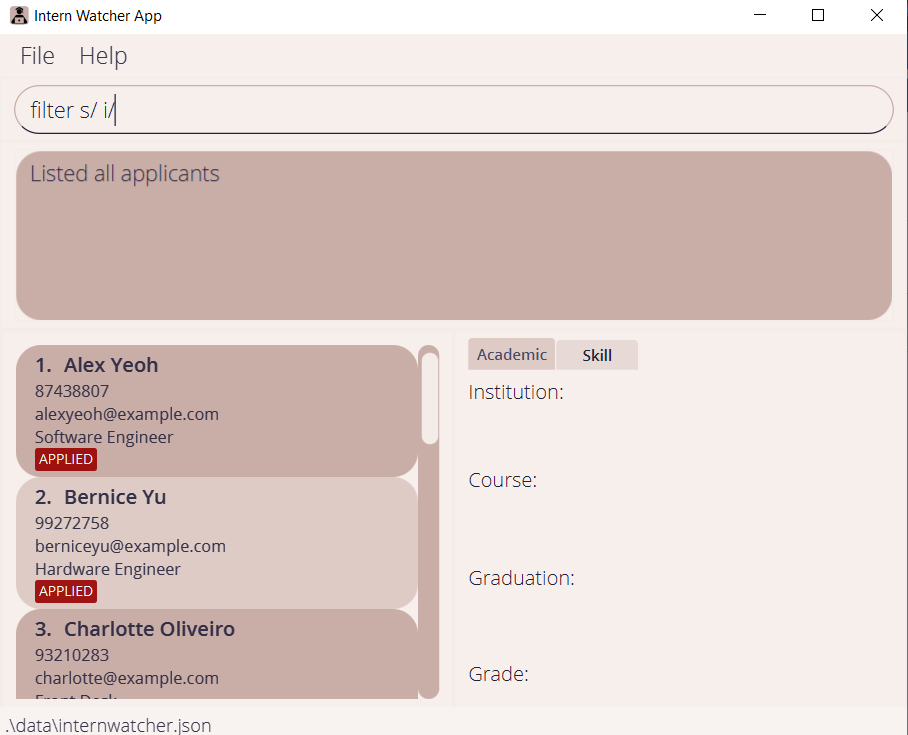 Intern Watcher App
File Help
filter s/ i/
Listed all applicants
1. Alex Yeoh
87438807
alexyeoh@example.com
Software Engineer
APPLIED
2. Bernice Yu
99272758
berniceyu@example.com
Hardware Engineer
APPLIED
3. Charlotte Oliveiro
93210283
charlotte@example.com
Front Desk
Academic Skill
Institution:
Course:
Graduation:
Grade:
.\data\internwatcher.json